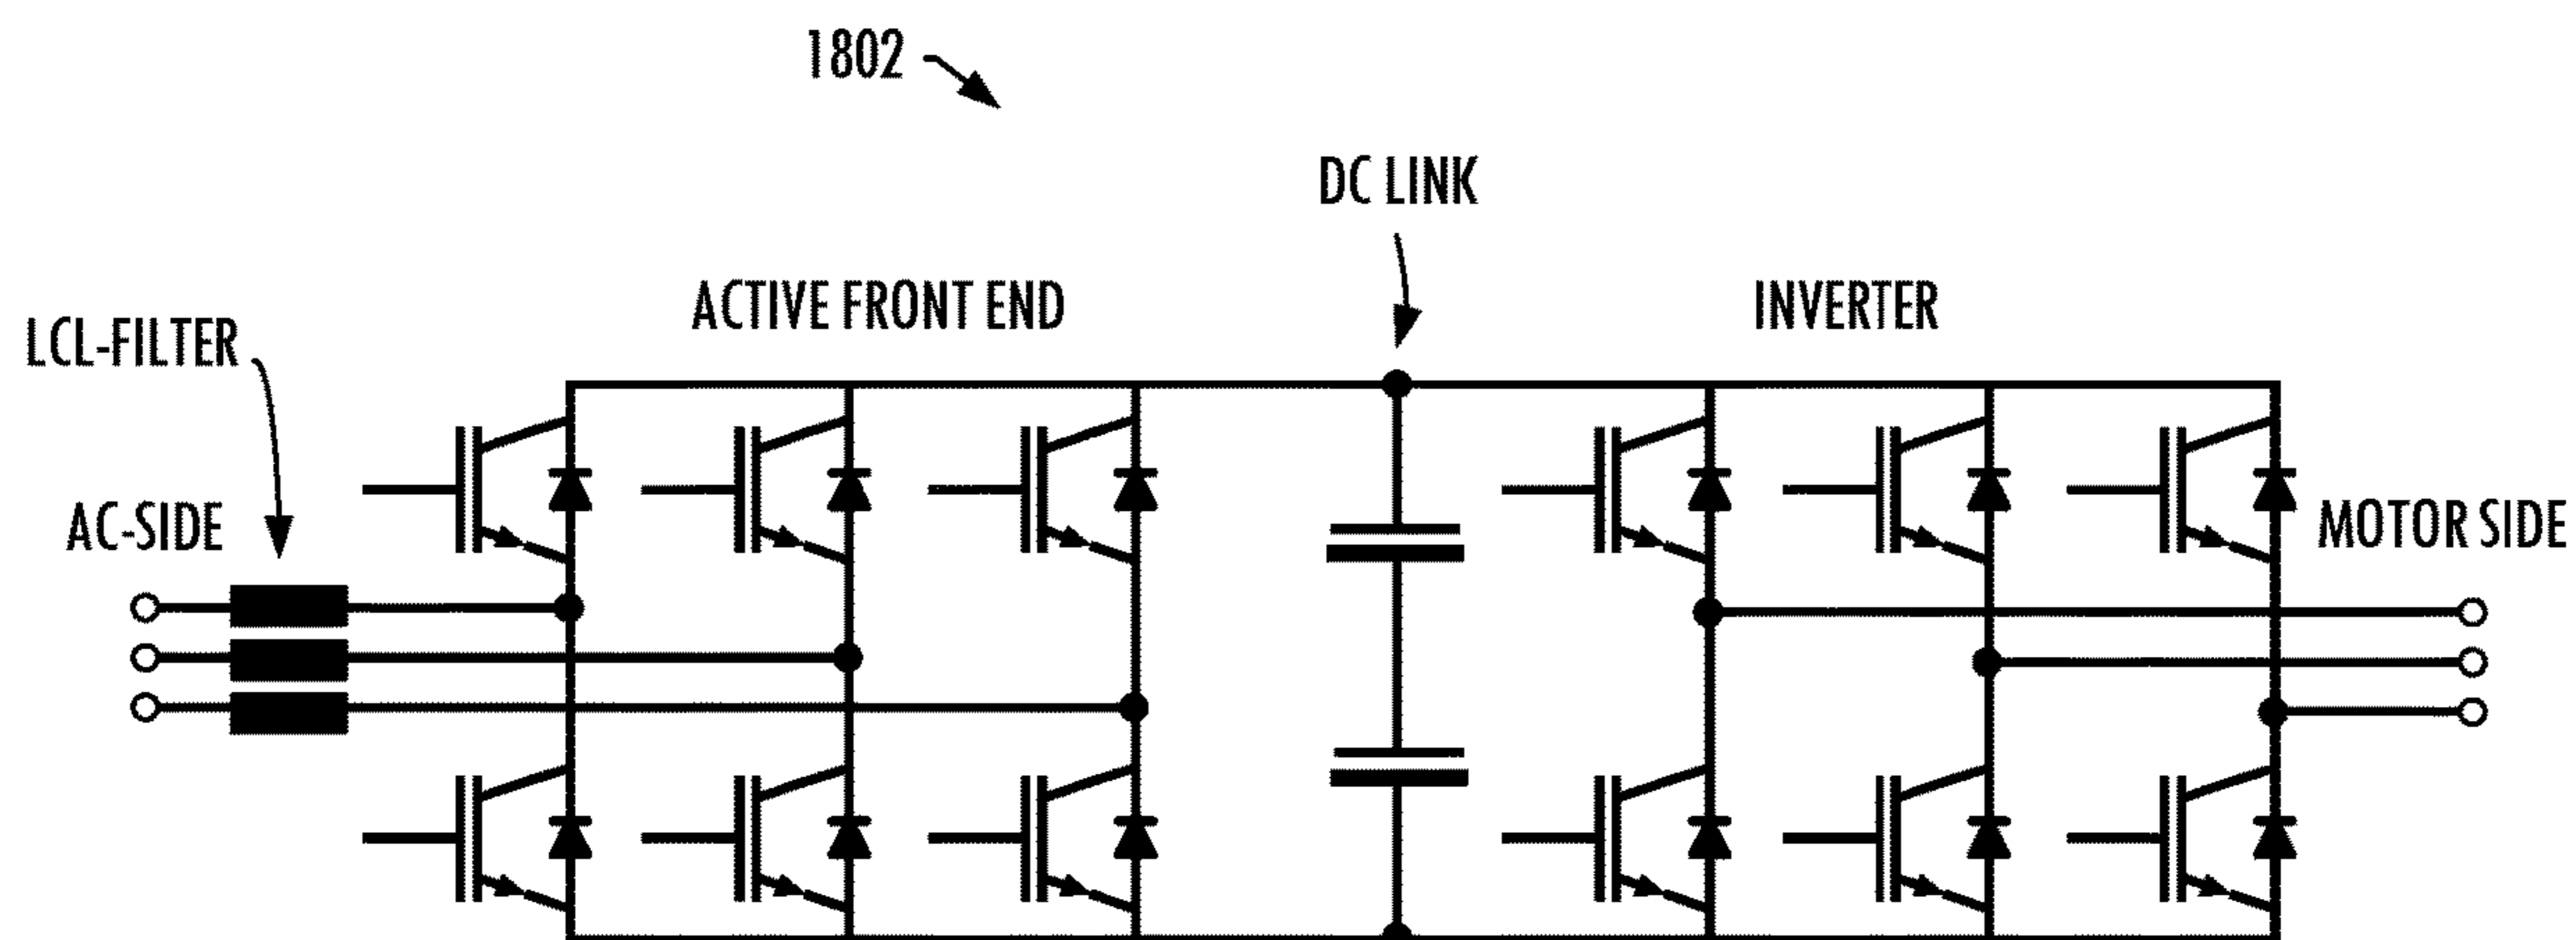 1802
DC LINK
ACTIVE FRONT END
INVERTER
LCL-FILTER
AC-SIDE
MOTOR SIDE